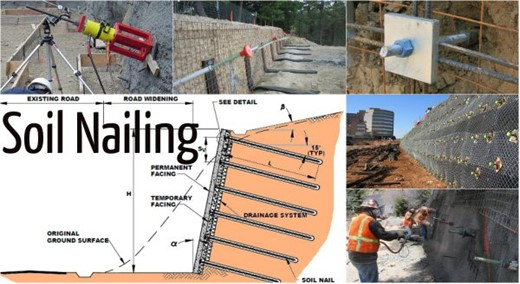 EXISTING ROAD
ROAD WIDENING
SEE DETAIL
Soil Nailing
β
Sv
15°
(TYP)
L
H
PERMANENT
FACING
TEMPORARY
FACING
DRAINAGE SYSTEM
ORIGINAL
GROUND SURFACE
α
SOIL NAIL